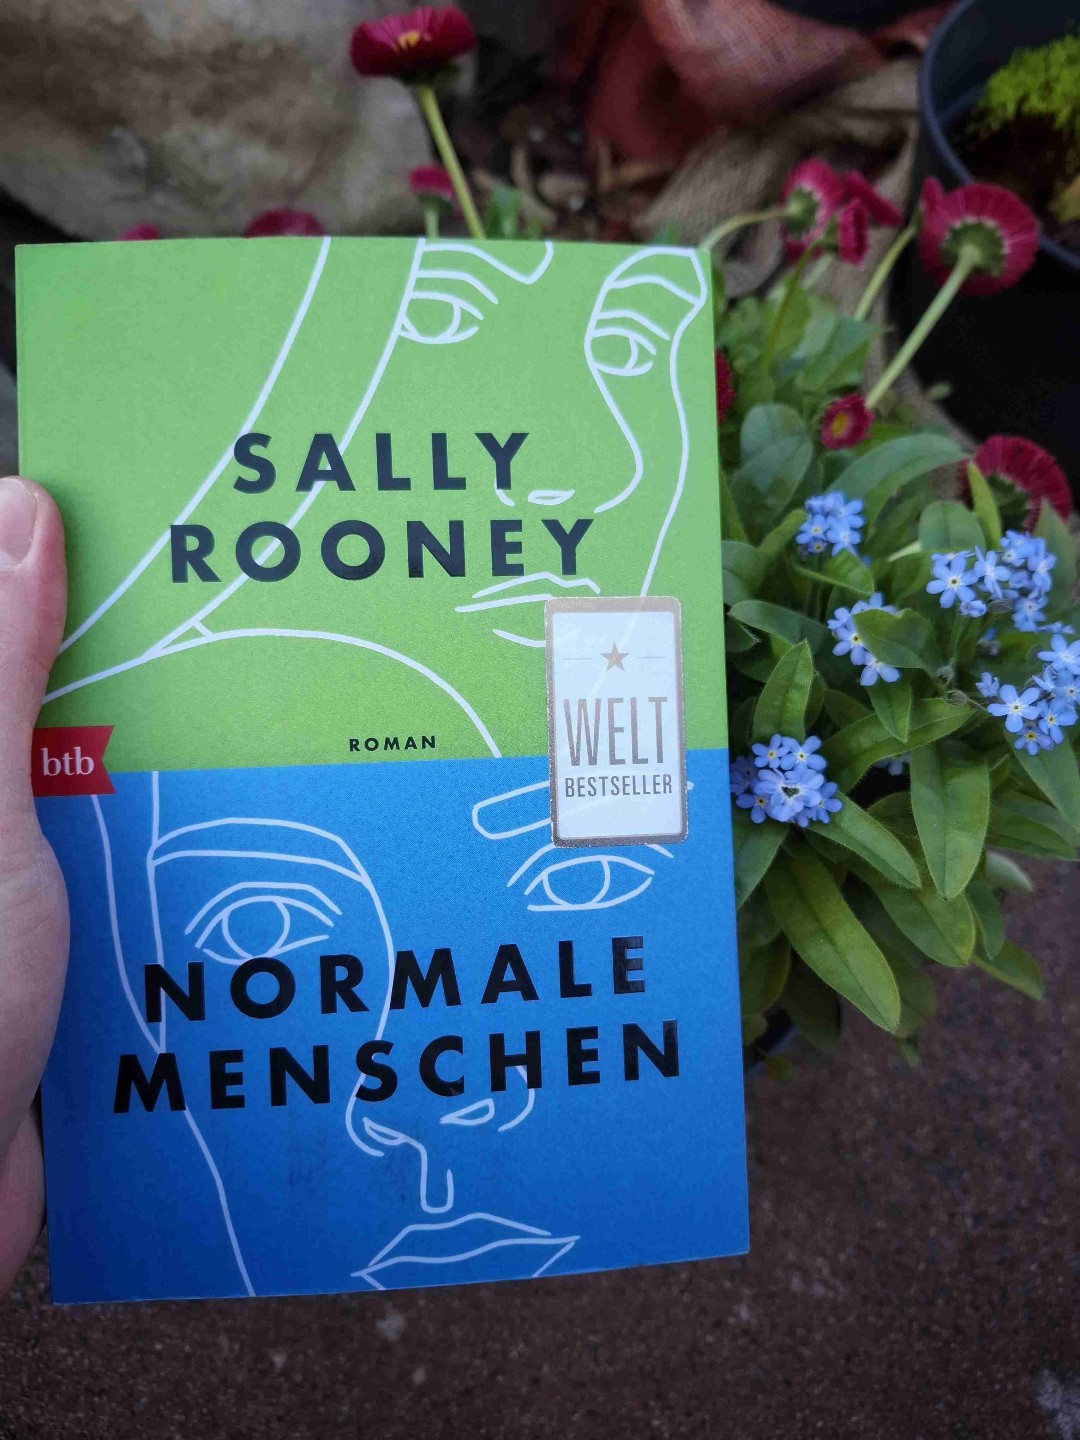 SALLY
ROONEY
ROMAN
btb
WELT
BESTSELLER
NORMALE
MENSCHEN